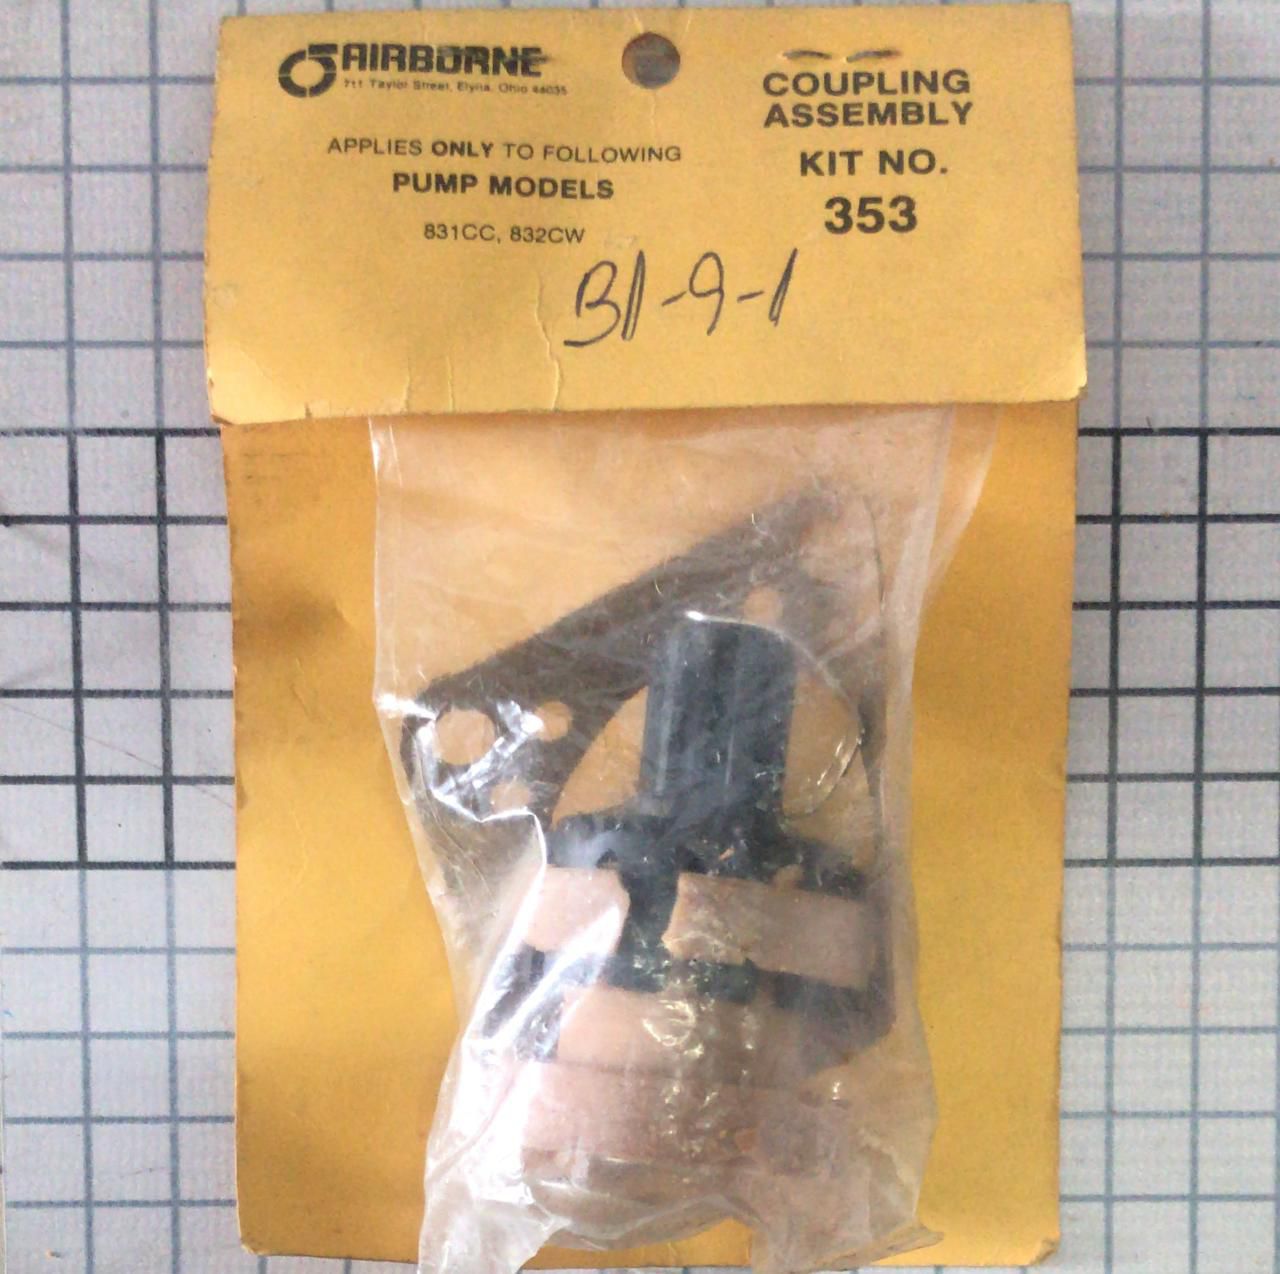 AIRBORNE
711 Taylor Street, Elyria, Ohio 44035
APPLIES ONLY TO FOLLOWING
PUMP MODELS
831CC, 832CW
COUPLING
ASSEMBLY
KIT NO.
353
B1-9-1